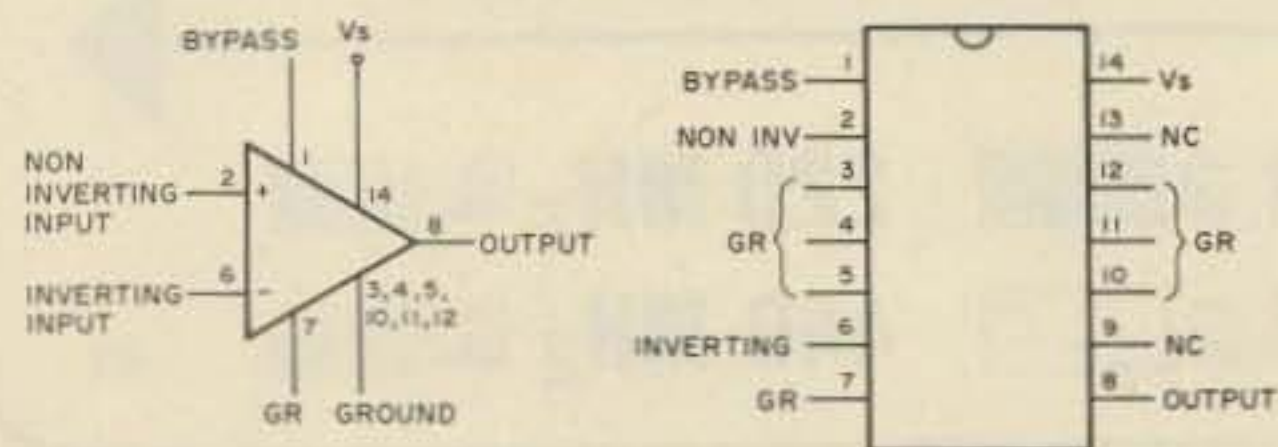 BYPASS
Vs
NON
INVERTING
INPUT
2
+
1
14
8
OUTPUT
INVERTING
INPUT
6
-
7
3,4,5,
10,11,12
GR
GROUND
BYPASS 1
14 Vs
NON INV 2
13 NC
3
12
GR 4
11 GR
5
10
INVERTING 6
9 NC
GR 7
8 OUTPUT